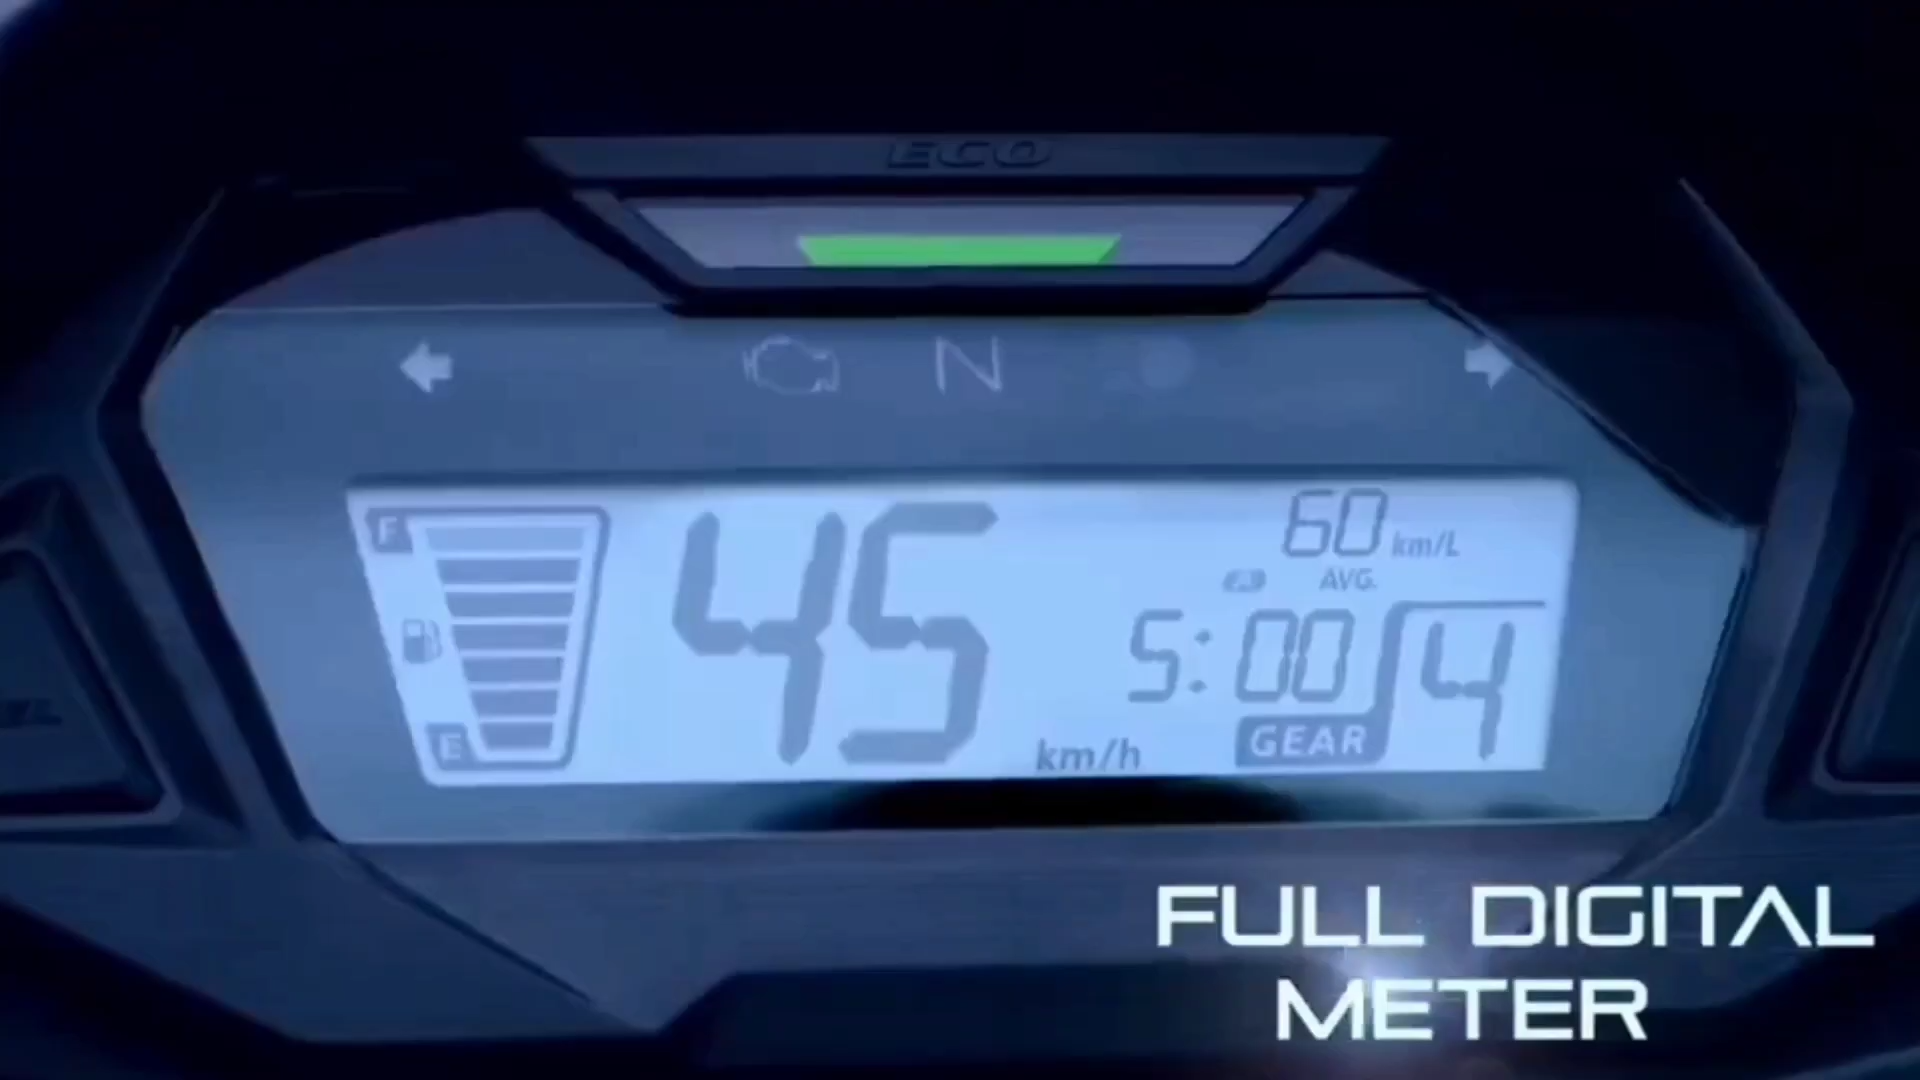 ECO
N
F
45
60 km/L
AVG.
5:00
4
E
km/h
GEAR
FULL DIGITAL
METER